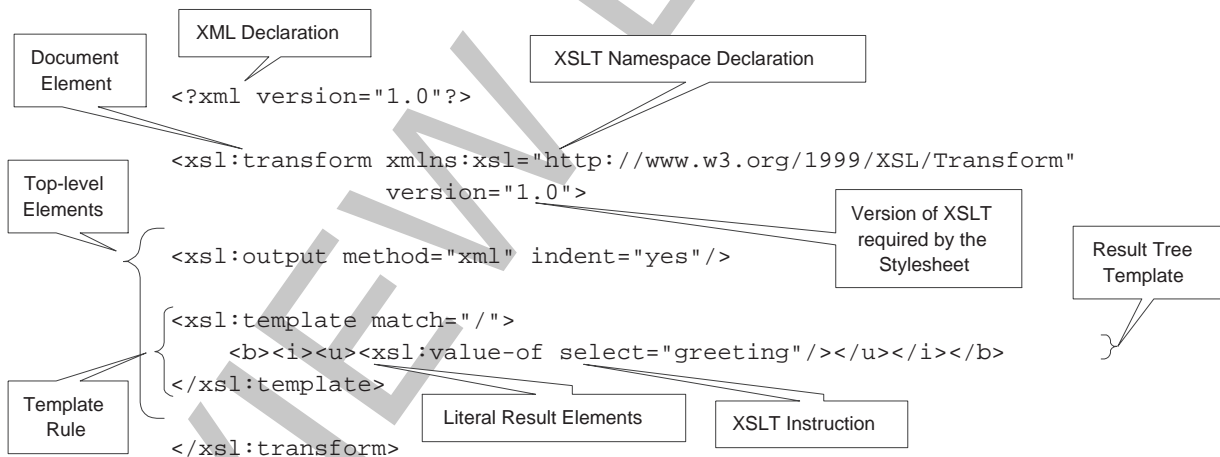 XML Declaration
Document
Element
XSLT Namespace Declaration
<?xml version="1.0"?>
<xsl:transform xmlns:xsl="http://www.w3.org/1999/XSL/Transform"
version="1.0">
Top-level
Elements
Version of XSLT
required by the
Stylesheet
Result Tree
Template
<xsl:output method="xml" indent="yes"/>
<xsl:template match="/">
<b><i><u><xsl:value-of select="greeting"/></u></i></b>
</xsl:template>
Template
Rule
Literal Result Elements
XSLT Instruction
</xsl:transform>